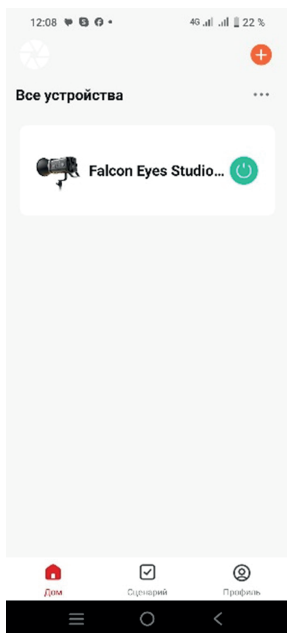 12:08 4G 22 %
Все устройства
Falcon Eyes Studio...
Дом Сценарий Профиль